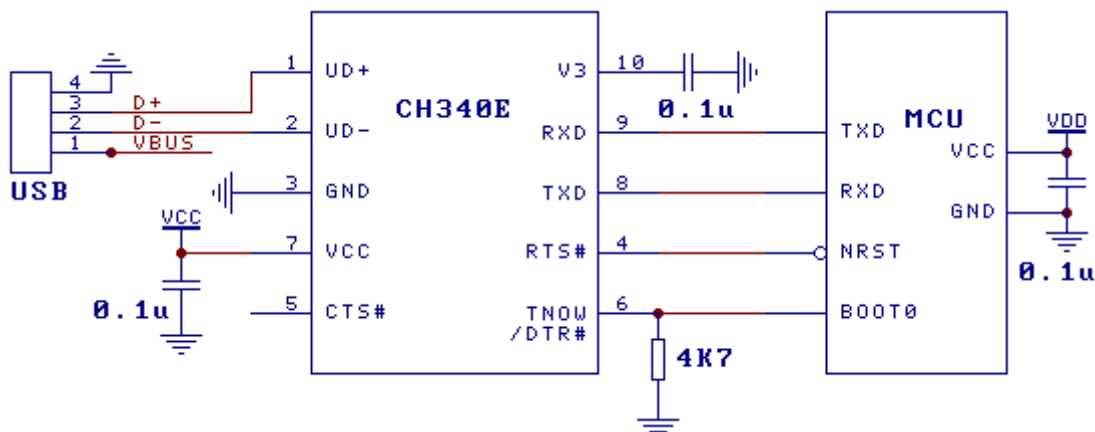 4
3 D+
2 D-
1 VBUS
USB
VCC
0.1u
1 UD+
2 UD-
3 GND
7 VCC
5 CTS#
CH340E
V3 10
RXD 9
TXD 8
RTS# 4
TNOW 6
/DTR#
0.1u
4K7
MCU
TXD
RXD
NRST
BOOT0
VCC
GND
VDD
0.1u